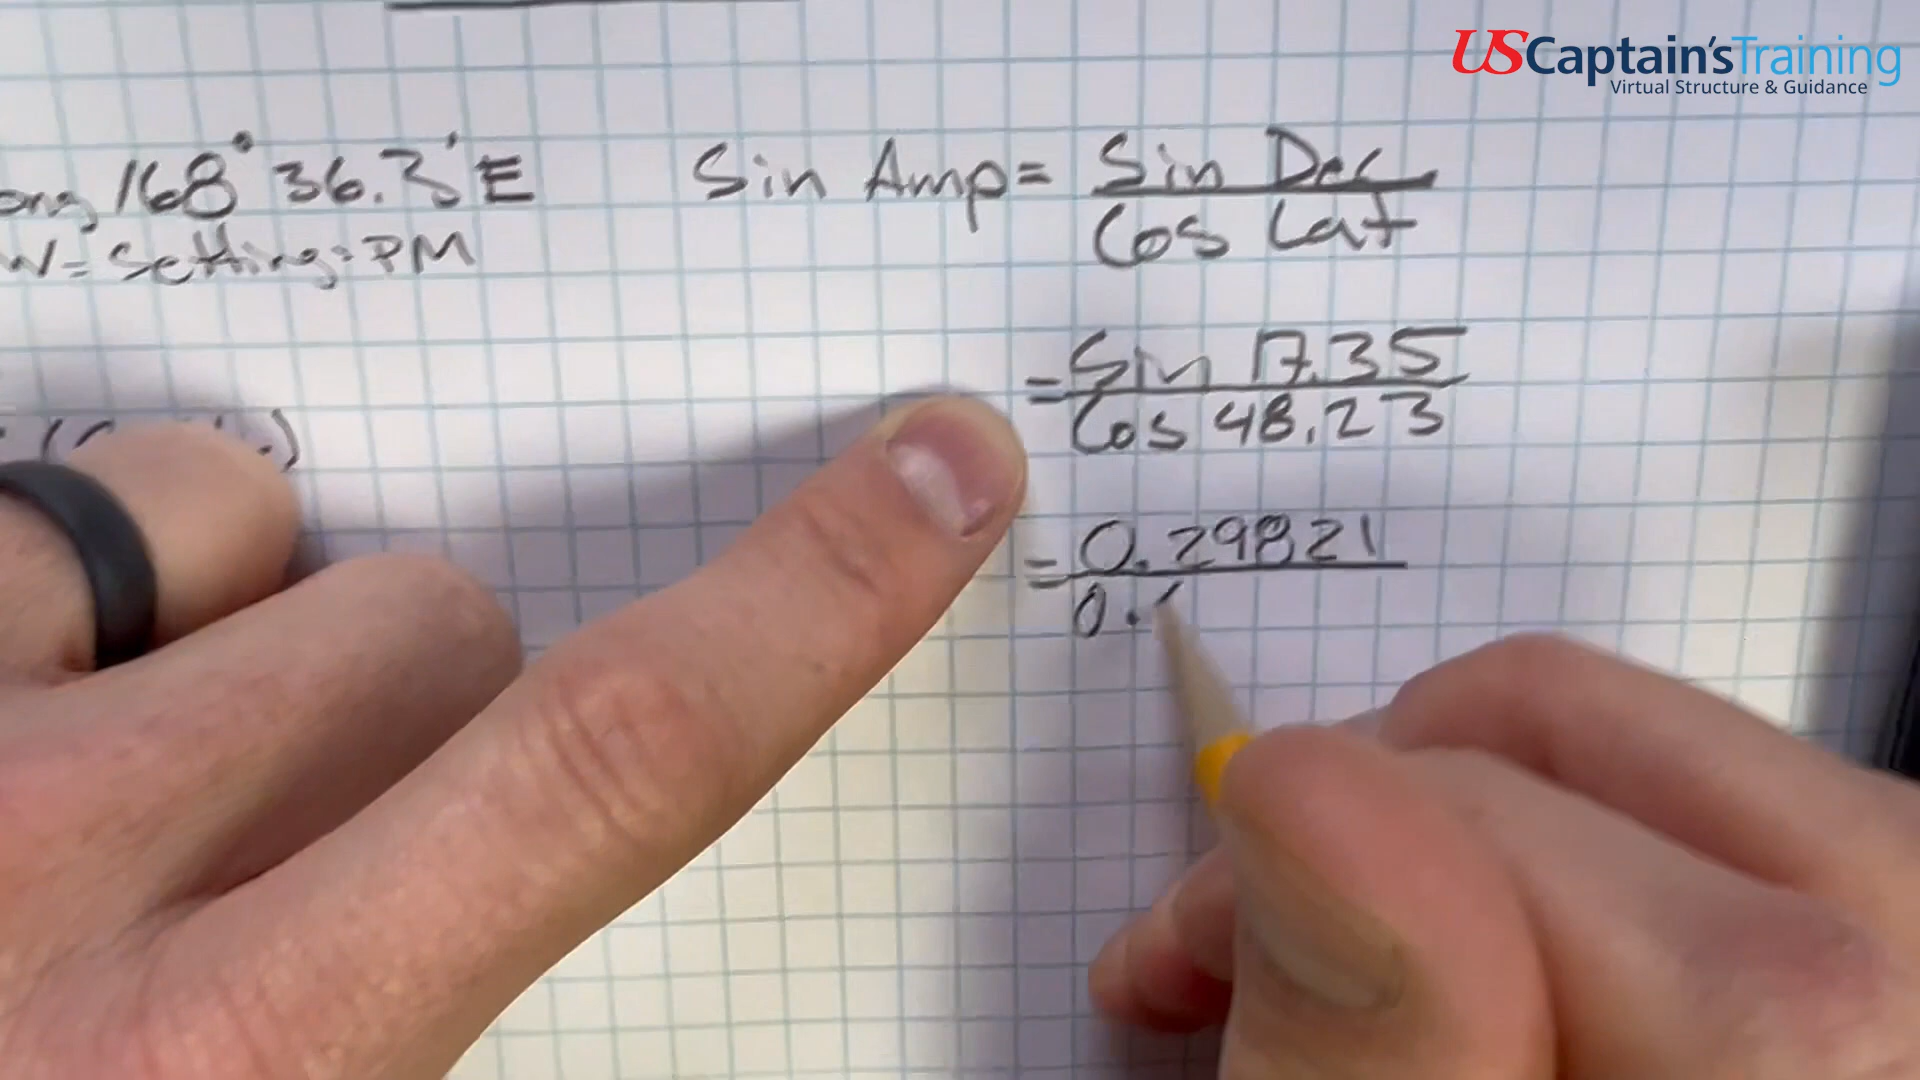 USCaptain'sTraining
Virtual Structure & Guidance
168° 36.3' E
W = Setting = PM
Sin Amp = Sin Dec
Cos Lat
= Sin 17.35
Cos 48.23
= 0.29821
0.